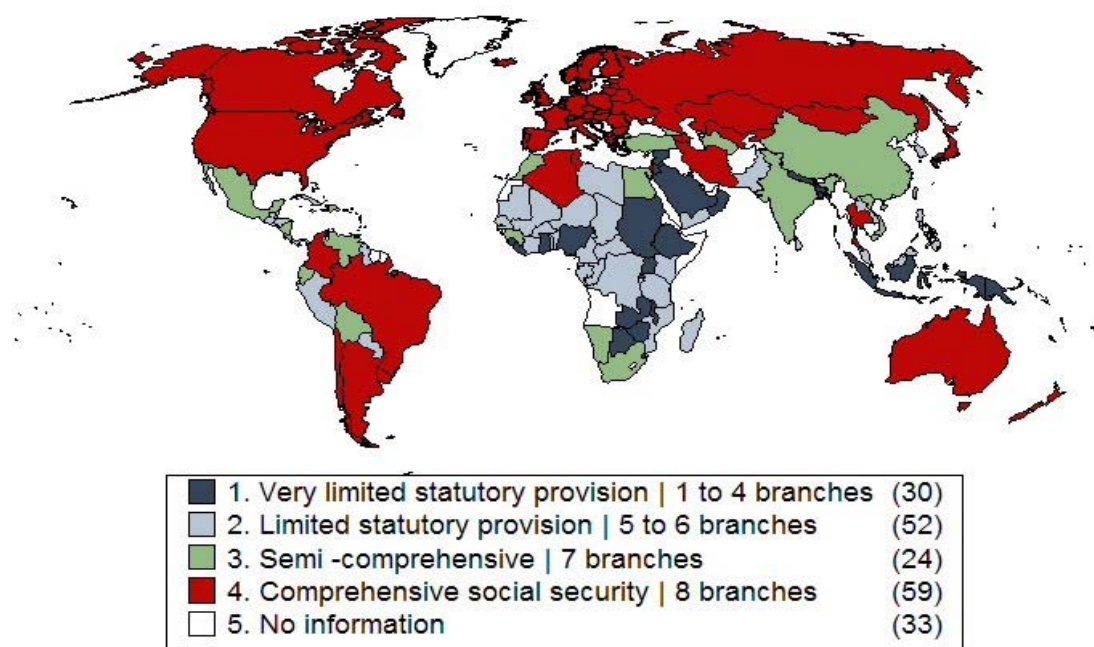 1. Very limited statutory provision | 1 to 4 branches (30)
2. Limited statutory provision | 5 to 6 branches (52)
3. Semi -comprehensive | 7 branches (24)
4. Comprehensive social security | 8 branches (59)
5. No information (33)